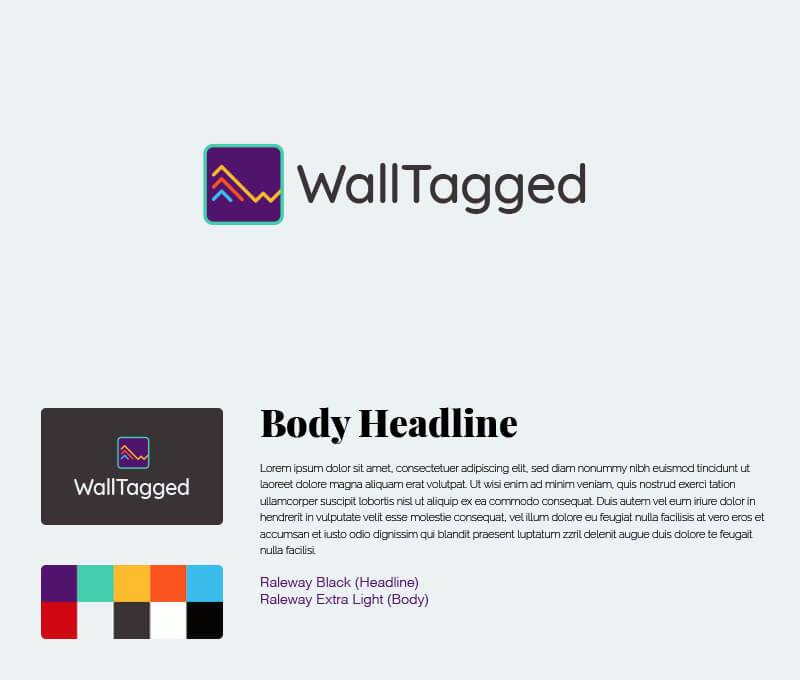 WallTagged
WallTagged
Body Headline
Lorem ipsum dolor sit amet, consectetuer adipiscing elit, sed diam nonummy nibh euismod tincidunt ut
laoreet dolore magna aliquam erat volutpat. Ut wisi enim ad minim veniam, quis nostrud exerci tation
ullamcorper suscipit lobortis nisl ut aliquip ex ea commodo consequat. Duis autem vel eum iriure dolor in
hendrerit in vulputate velit esse molestie consequat, vel illum dolore eu feugiat nulla facilisis at vero eros et
accumsan et iusto odio dignissim qui blandit praesent luptatum zzril delenit augue duis dolore te feugait
nulla facilisi.
Raleway Black (Headline)
Raleway Extra Light (Body)